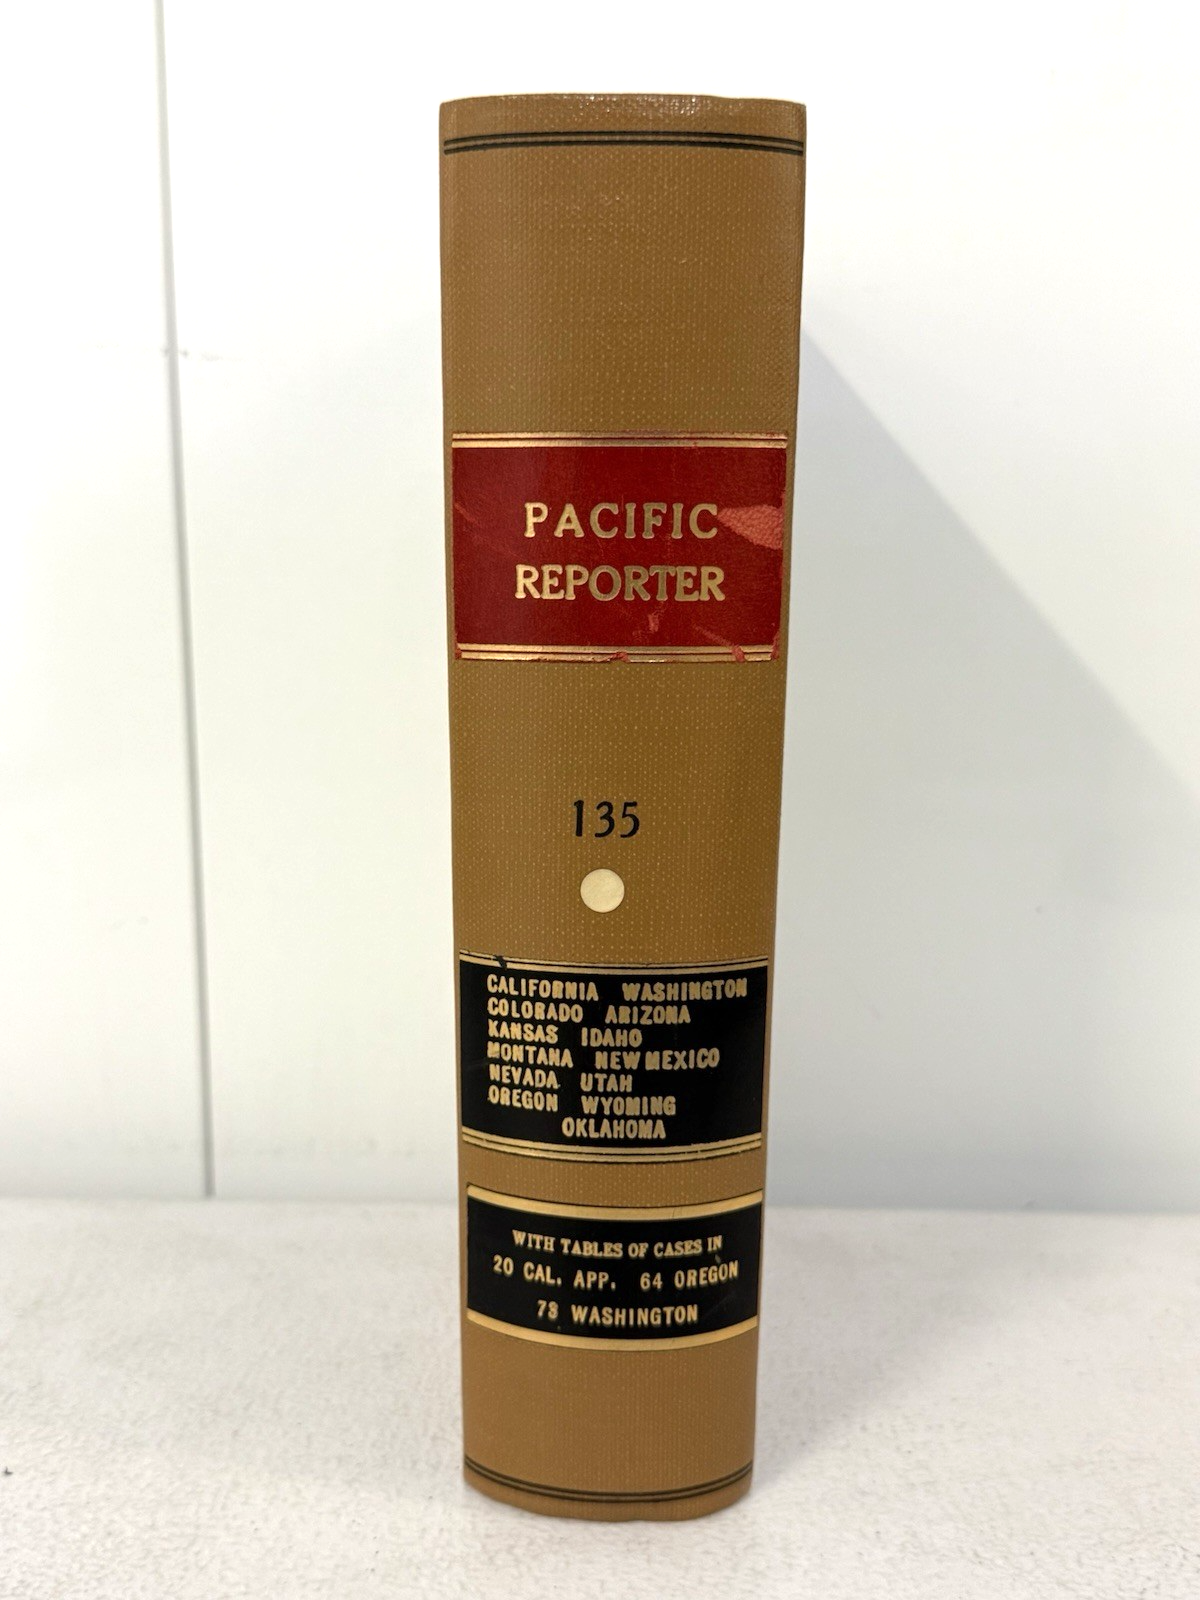 PACIFIC
REPORTER
135
CALIFORNIA WASHINGTON
COLORADO ARIZONA
KANSAS IDAHO
MONTANA NEW MEXICO
NEVADA UTAH
OREGON WYOMING
OKLAHOMA
WITH TABLES OF CASES IN
20 CAL. APP. 64 OREGON
73 WASHINGTON